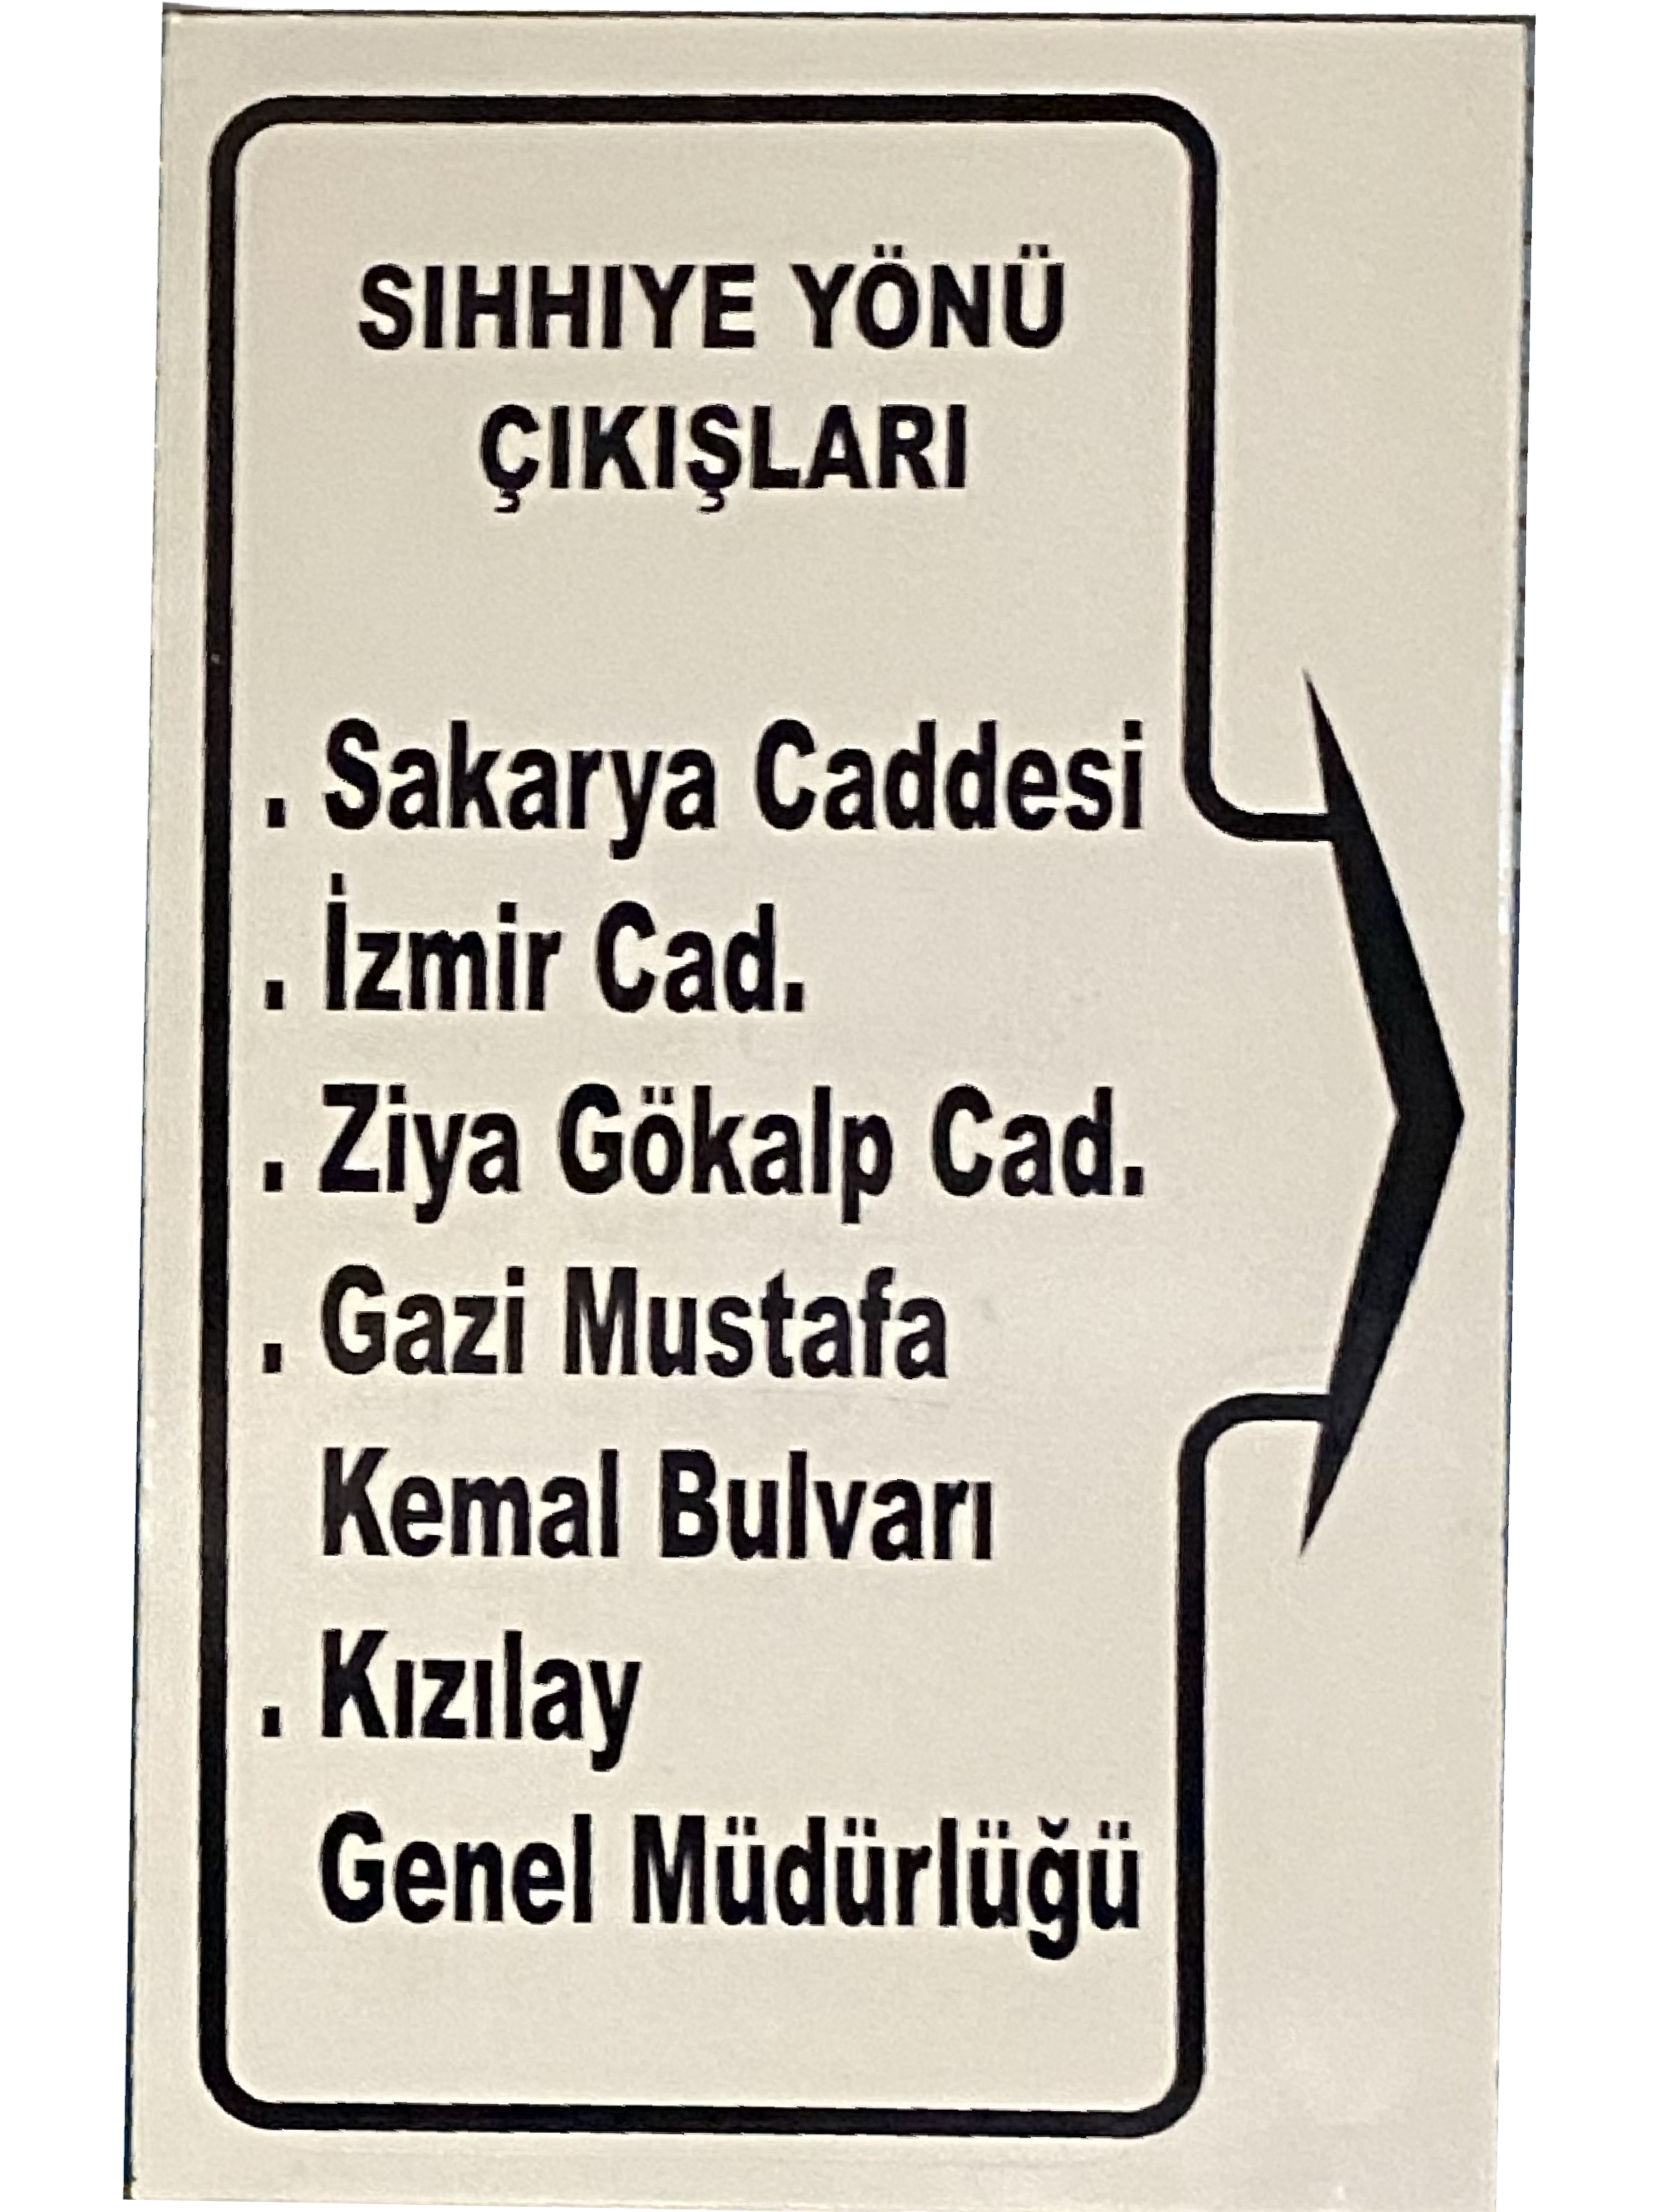 SIHHIYE YÖNÜ
ÇIKIŞLARI
. Sakarya Caddesi
. İzmir Cad.
. Ziya Gökalp Cad.
. Gazi Mustafa
Kemal Bulvarı
. Kızılay
Genel Müdürlüğü